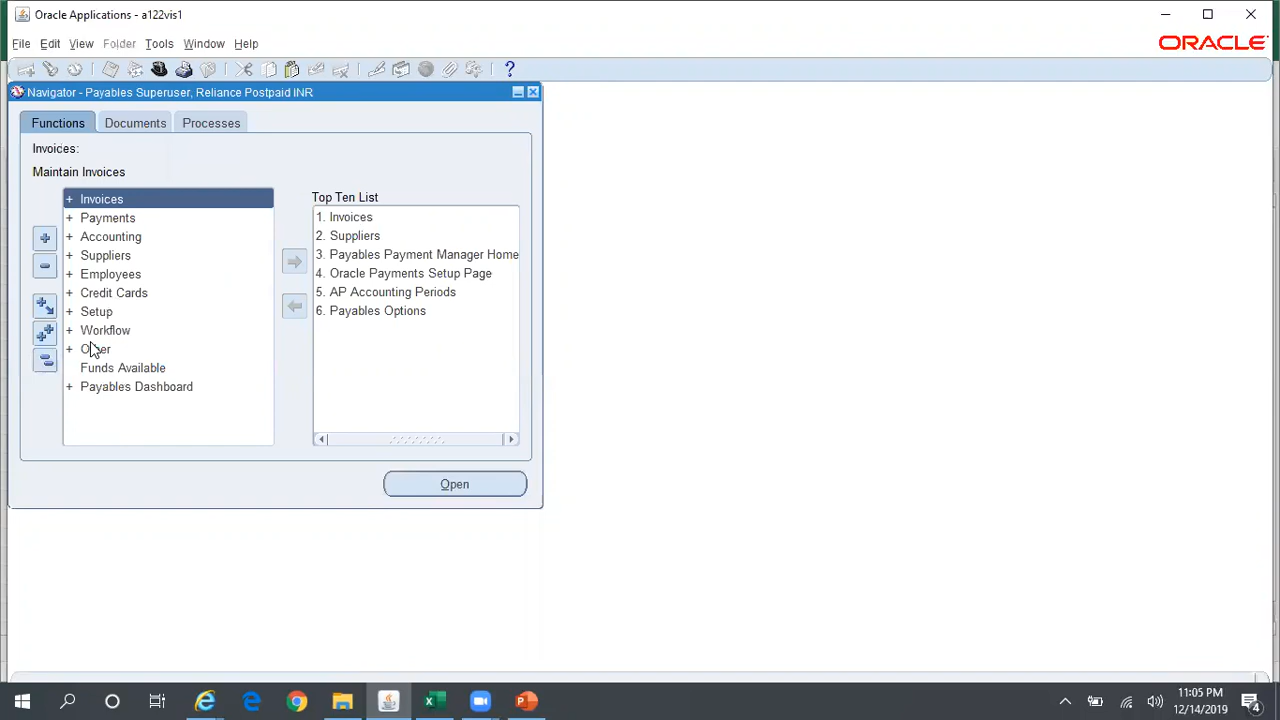 Oracle Applications - a122vis1
File Edit View Folder Tools Window Help
ORACLE
Navigator - Payables Superuser, Reliance Postpaid INR
Functions Documents Processes
Invoices:
Maintain Invoices
+ Invoices
+ Payments
+ Accounting
+ Suppliers
+ Employees
+ Credit Cards
+ Setup
+ Workflow
+ Other
Funds Available
+ Payables Dashboard
Top Ten List
1. Invoices
2. Suppliers
3. Payables Payment Manager Home
4. Oracle Payments Setup Page
5. AP Accounting Periods
6. Payables Options
Open
11:05 PM
12/14/2019
4